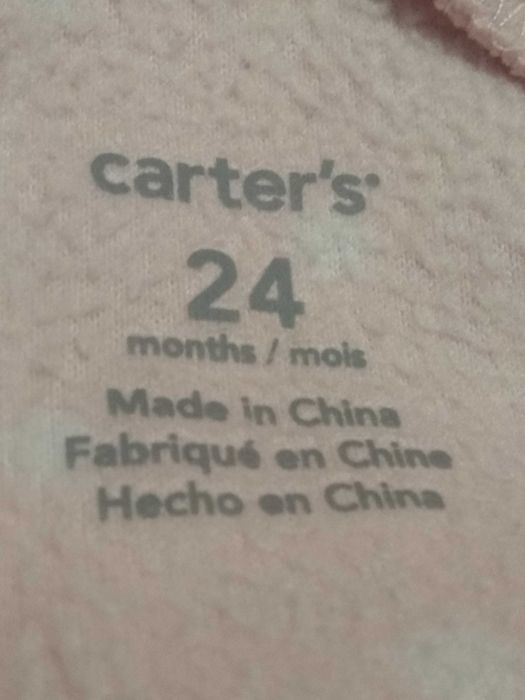 carter's®
24
months / mois
Made in China
Fabriqué en Chine
Hecho en China